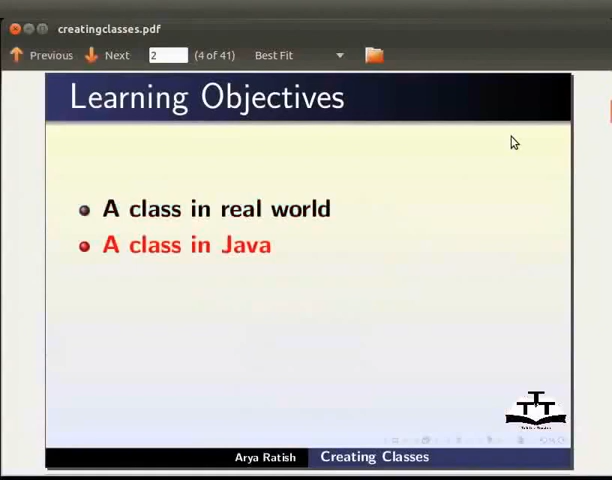 creatingclasses.pdf
Previous Next 2 (4 of 41) Best Fit
Learning Objectives
A class in real world
A class in Java
TTT
Arya Ratish Creating Classes